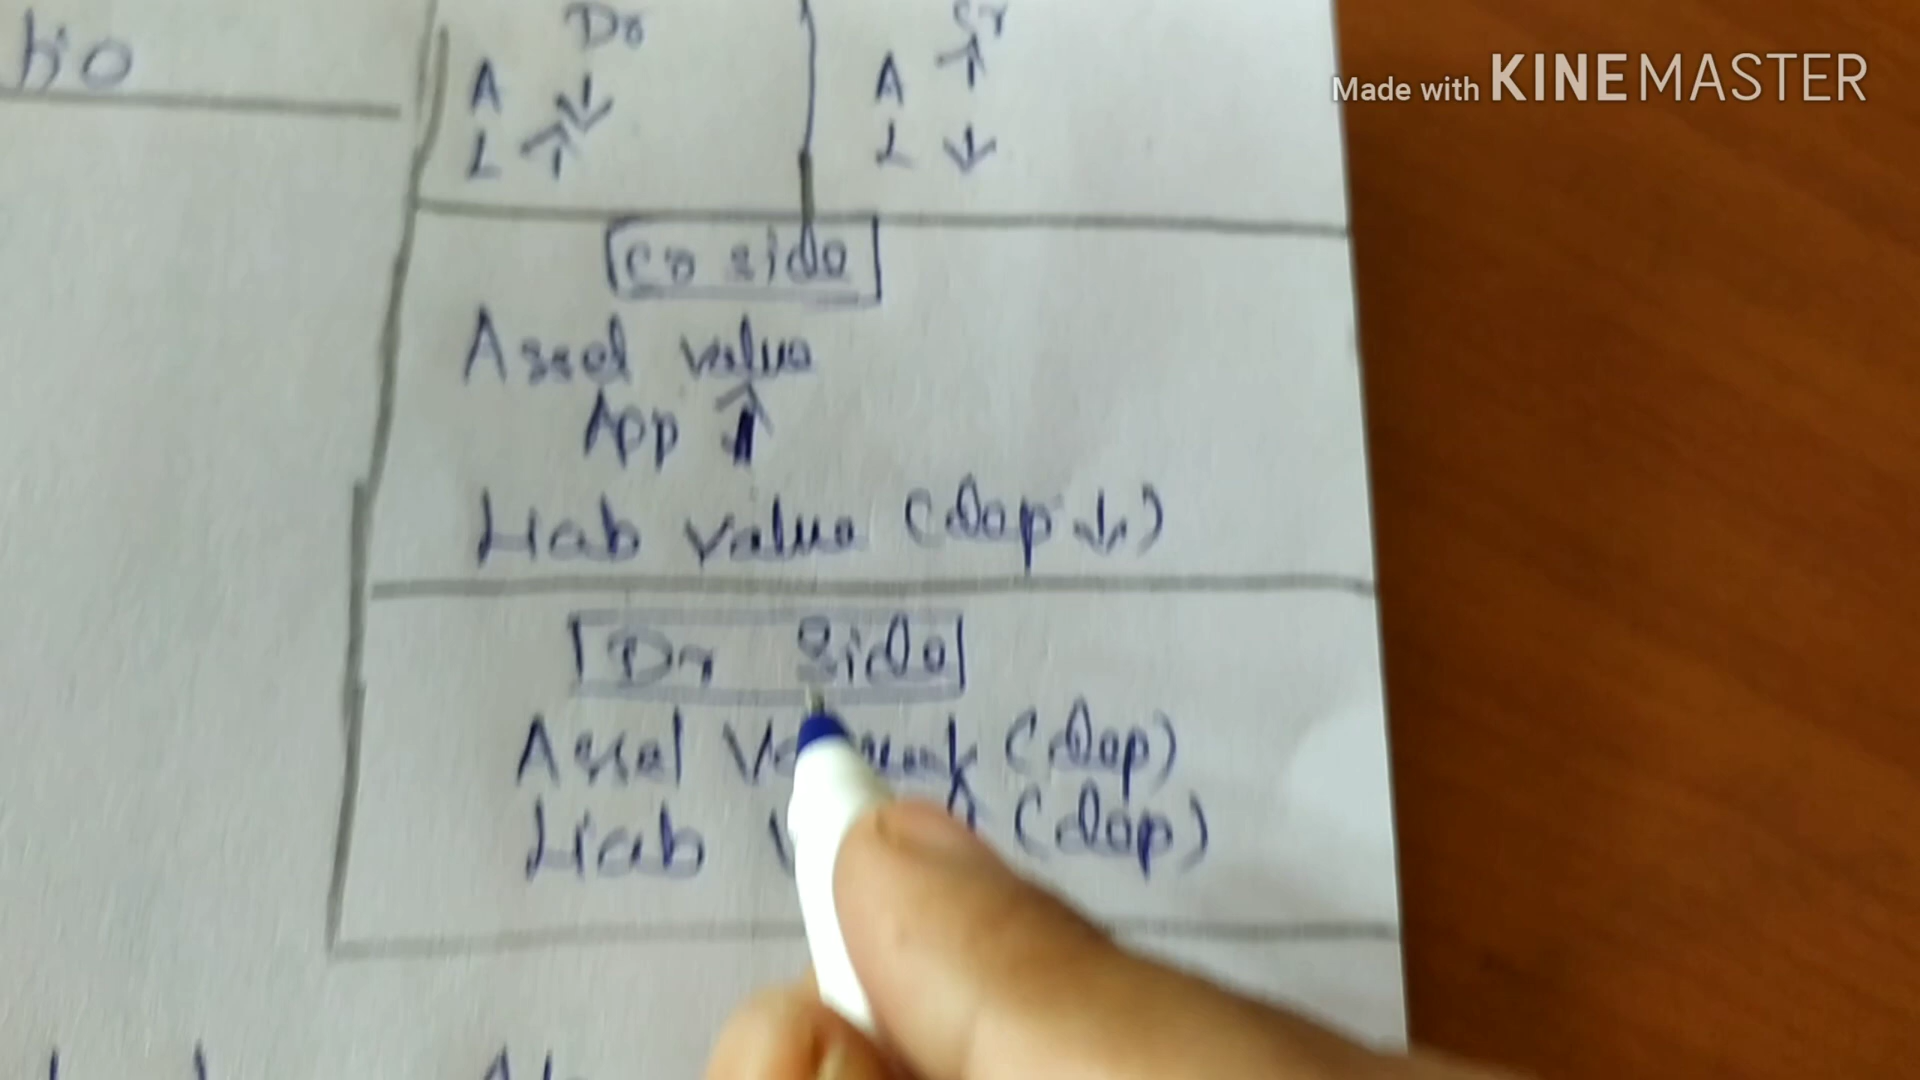 Made with KINEMASTER
tio
Dr
Cr
A ↓
A ↑
L ↑
L ↓
Cr side
Asset value
App ↑
Liab value (dep ↓)
Dr Side
Asset (dep)
Liab (dep)